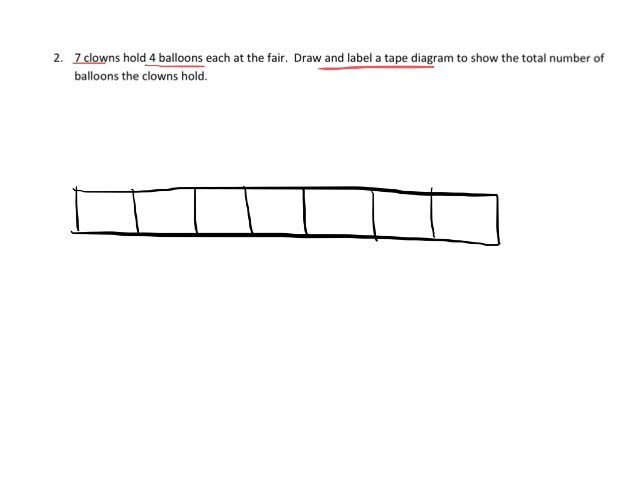 2. 7 clowns hold 4 balloons each at the fair. Draw and label a tape diagram to show the total number of
balloons the clowns hold.